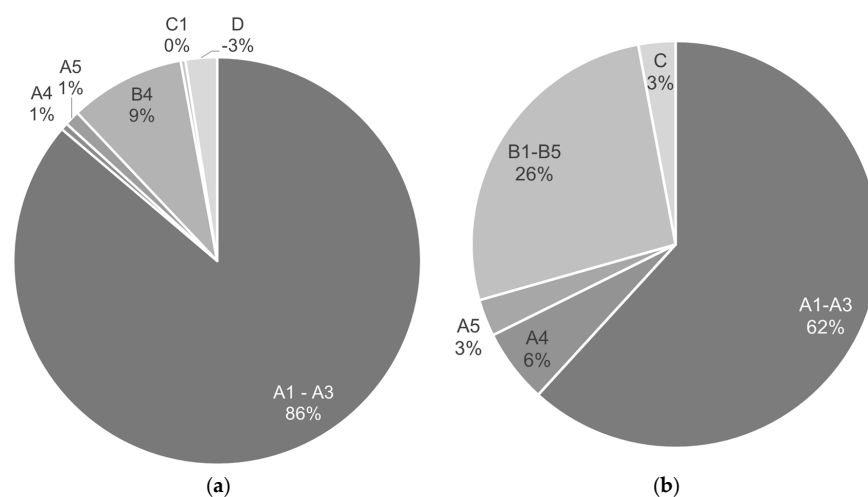 C1
0%
D
-3%
A5
1%
A4
1%
B4
9%
A1 - A3
86%
(a)
C
3%
B1-B5
26%
A1-A3
62%
A5
3%
A4
6%
(b)